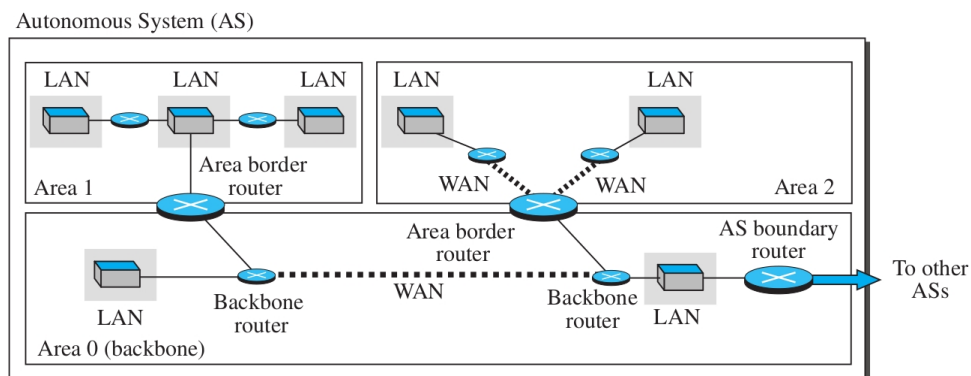 Autonomous System (AS)
LAN
LAN
LAN
Area border
router
Area 1
LAN
LAN
WAN
WAN
Area 2
Area border
router
AS boundary
router
To other
ASs
LAN
Backbone
router
WAN
Backbone
router
LAN
Area 0 (backbone)